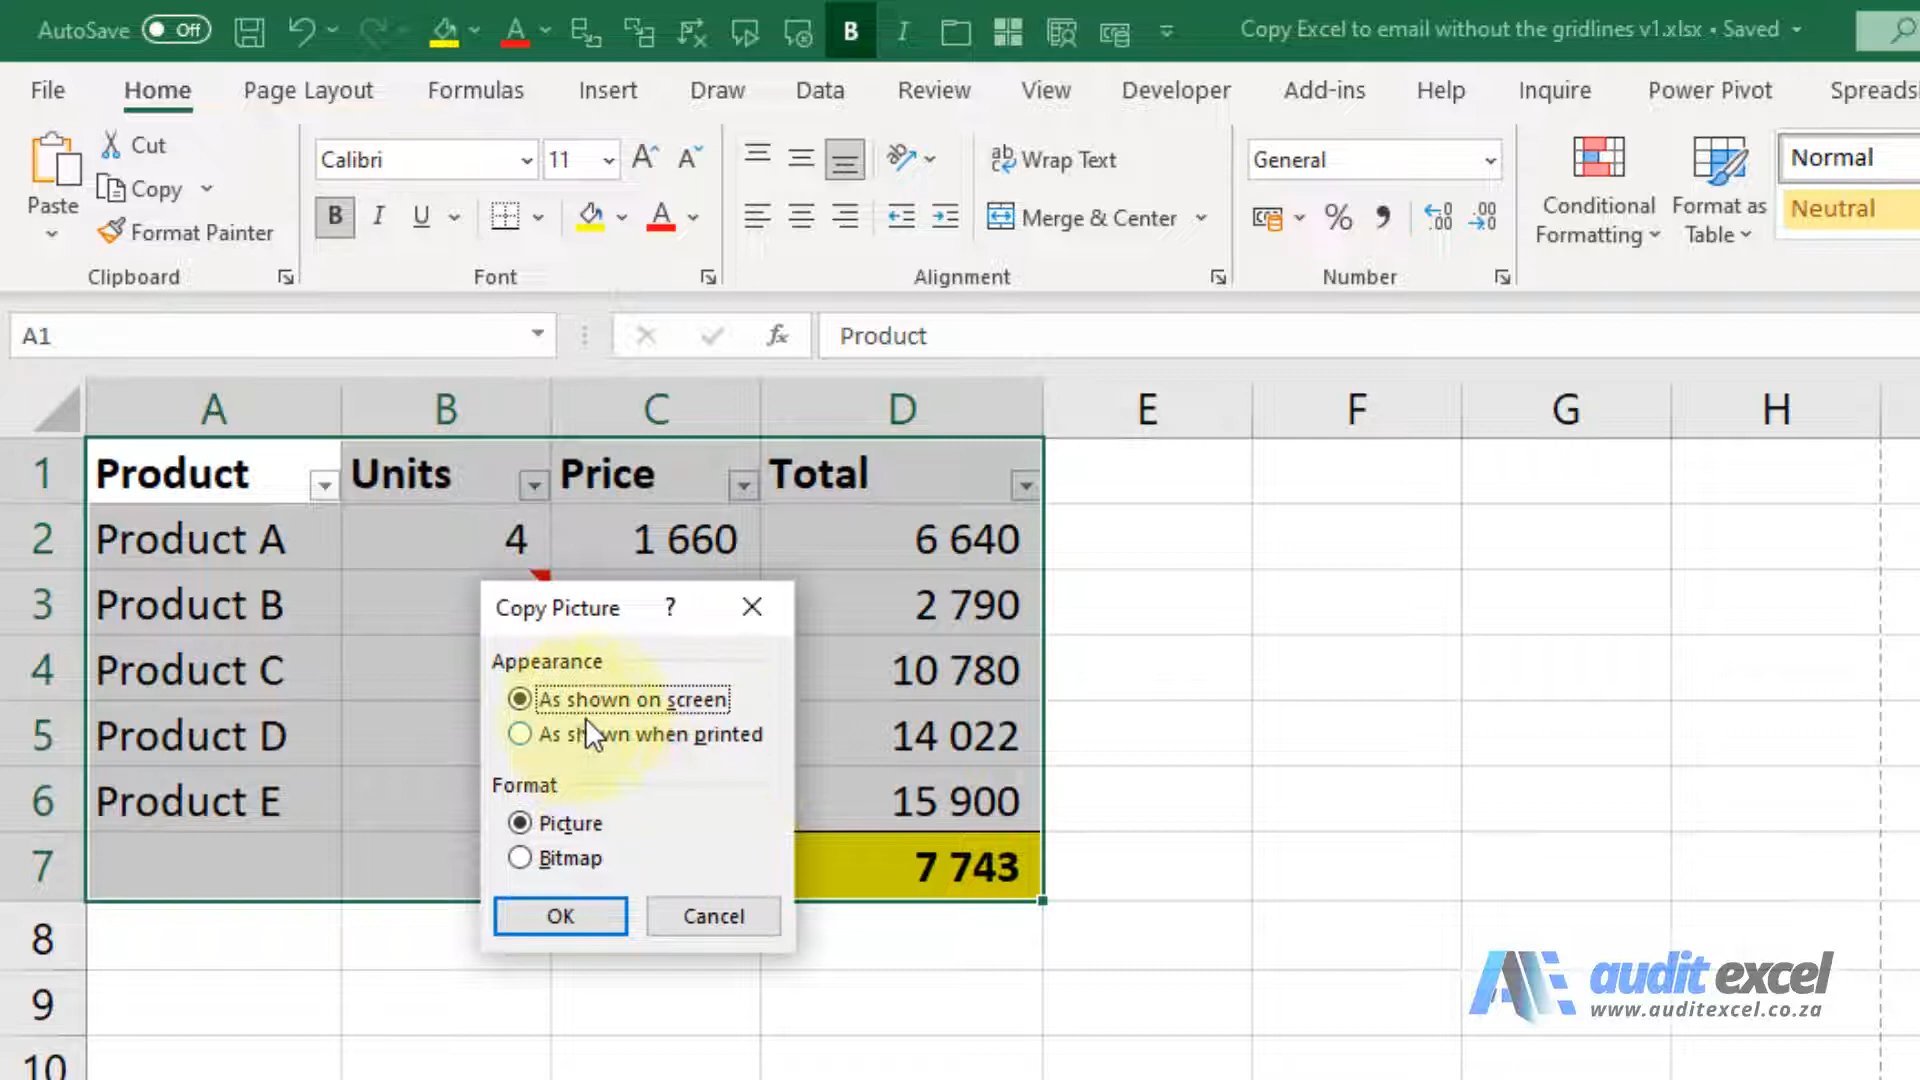 AutoSave Off B I Copy Excel to email without the gridlines v1.xlsx • Saved
File Home Page Layout Formulas Insert Draw Data Review View Developer Add-ins Help Inquire Power Pivot Spreads
Paste
Cut
Copy
Format Painter
Clipboard
Calibri 11
B I U
Font
Wrap Text
Merge & Center
Alignment
General
Number
Conditional Formatting
Format as Table
Normal
Neutral
A1 fx Product
A B C D E F G H
1 Product Units Price Total
2 Product A 4 1 660 6 640
3 Product B 2 790
4 Product C 10 780
5 Product D 14 022
6 Product E 15 900
7 7 743
8
9
10
Copy Picture ?
Appearance
As shown on screen
As shown when printed
Format
Picture
Bitmap
OK Cancel
audit excel
www.auditexcel.co.za